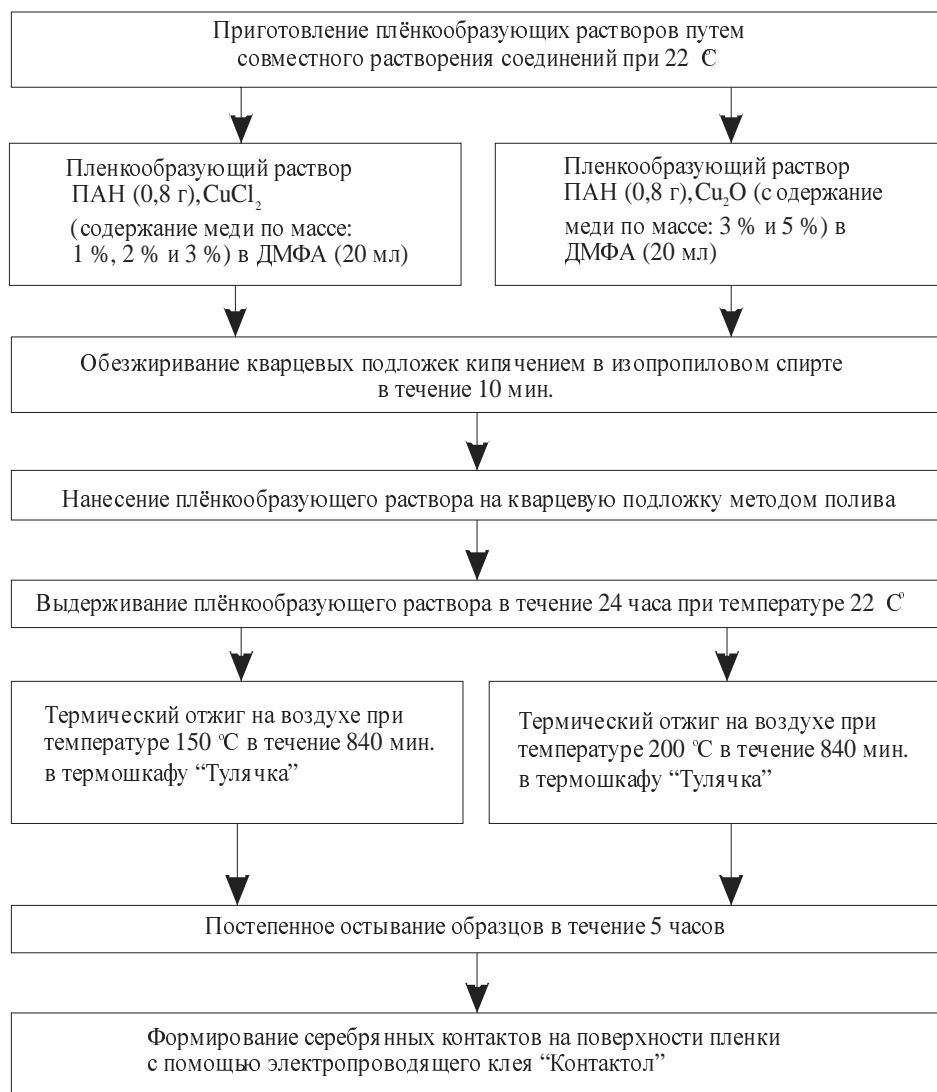 Приготовление плёнкообразующих растворов путем
совместного растворения соединений при 22 °C
Пленкообразующий раствор
ПАН (0,8 г), CuCl₂
(содержание меди по массе:
1 %, 2 % и 3 %) в ДМФА (20 мл)
Пленкообразующий раствор
ПАН (0,8 г), Cu₂O (с одержание
меди по массе: 3 % и 5 %) в
ДМФА (20 мл)
Обезжиривание кварцевых подложек кипячением в изопропиловом спирте
в течение 10 мин.
Нанесение плёнкообразующего раствора на кварцевую подложку методом полива
Выдерживание плёнкообразующего раствора в течение 24 часа при температуре 22 C°
Термический отжиг на воздухе при
температуре 150 °C в течение 840 мин.
в термошкафу “Тулячка”
Термический отжиг на воздухе при
температуре 200 °C в течение 840 мин.
в термошкафу “Тулячка”
Постепенное остывание образцов в течение 5 часов
Формирование серебрянных контактов на поверхности пленки
с помощью электропроводящего клея “Контактол”